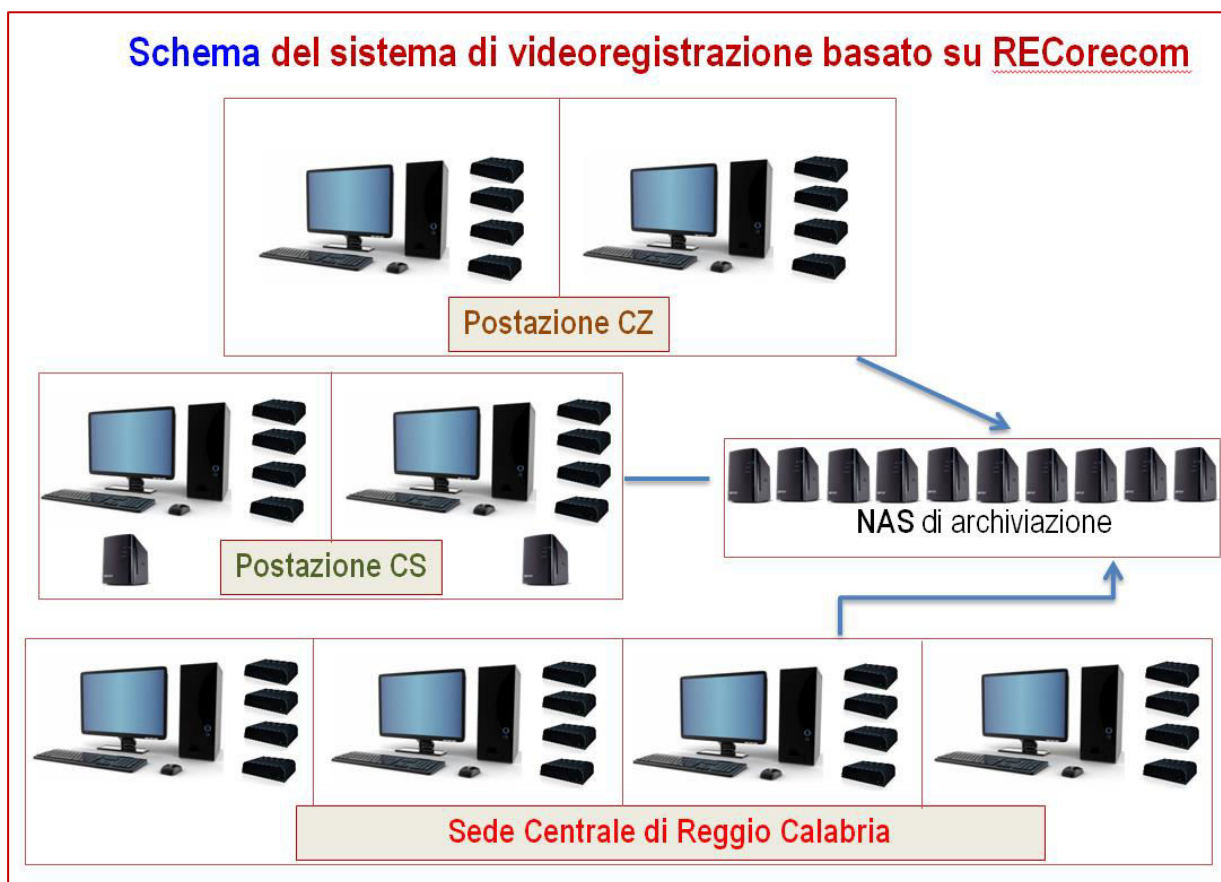 Schema del sistema di videoregistrazione basato su RECorecom
Postazione CZ
Postazione CS
NAS di archiviazione
Sede Centrale di Reggio Calabria